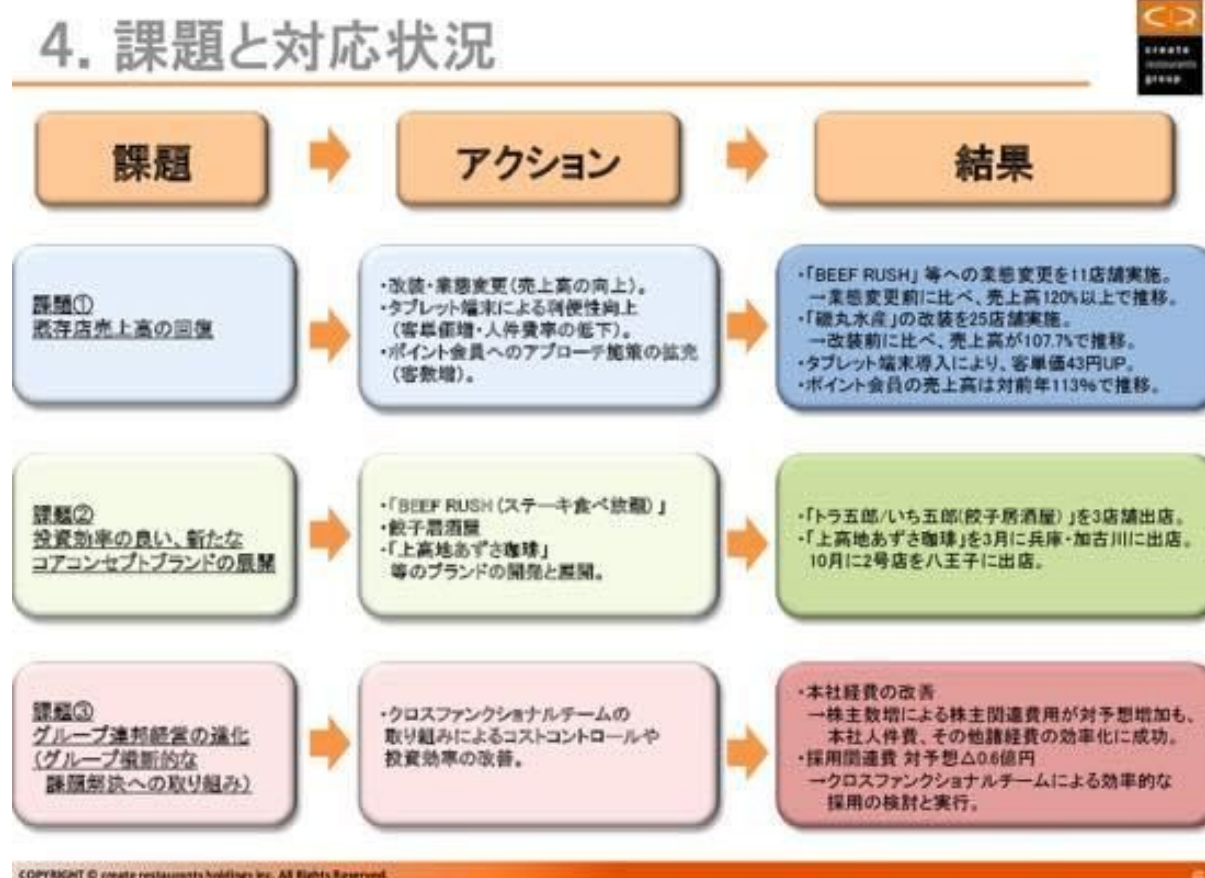 4. 課題と対応状況
create
restaurants
group
課題
アクション
結果
課題①
既存店売上高の回復
・改装・業態変更(売上高の向上)。
・タブレット端末による利便性向上
(客単価増・人件費率の低下)。
・ポイント会員へのアプローチ施策の拡充
(客数増)。
・「BEEF RUSH」等への業態変更を11店舗実施。
→業態変更前に比べ、売上高120%以上で推移。
・「磯丸水産」の改装を25店舗実施。
→改装前に比べ、売上高が107.7%で推移。
・タブレット端末導入により、客単価43円UP。
・ポイント会員の売上高は対前年113%で推移。
課題②
投資効率の良い、新たな
コアコンセプトブランドの展開
・「BEEF RUSH(ステーキ食べ放題)」
・餃子居酒屋
・「上高地あずさ珈琲」
等のブランドの開発と展開。
・「トラ五郎/いち五郎(餃子居酒屋)」を3店舗出店。
・「上高地あずさ珈琲」を3月に兵庫・加古川に出店。
10月に2号店を八王子に出店。
課題③
グループ連邦経営の進化
(グループ横断的な
課題解決への取り組み)
・クロスファンクショナルチームの
取り組みによるコストコントロールや
投資効率の改善。
・本社経費の改善
→株主数増による株主関連費用が対予想増加も、
本社人件費、その他諸経費の効率化に成功。
・採用関連費 対予想△0.6億円
→クロスファンクショナルチームによる効率的な
採用の検討と実行。
COPYRIGHT © create restaurants holdings inc. All Rights Reserved.